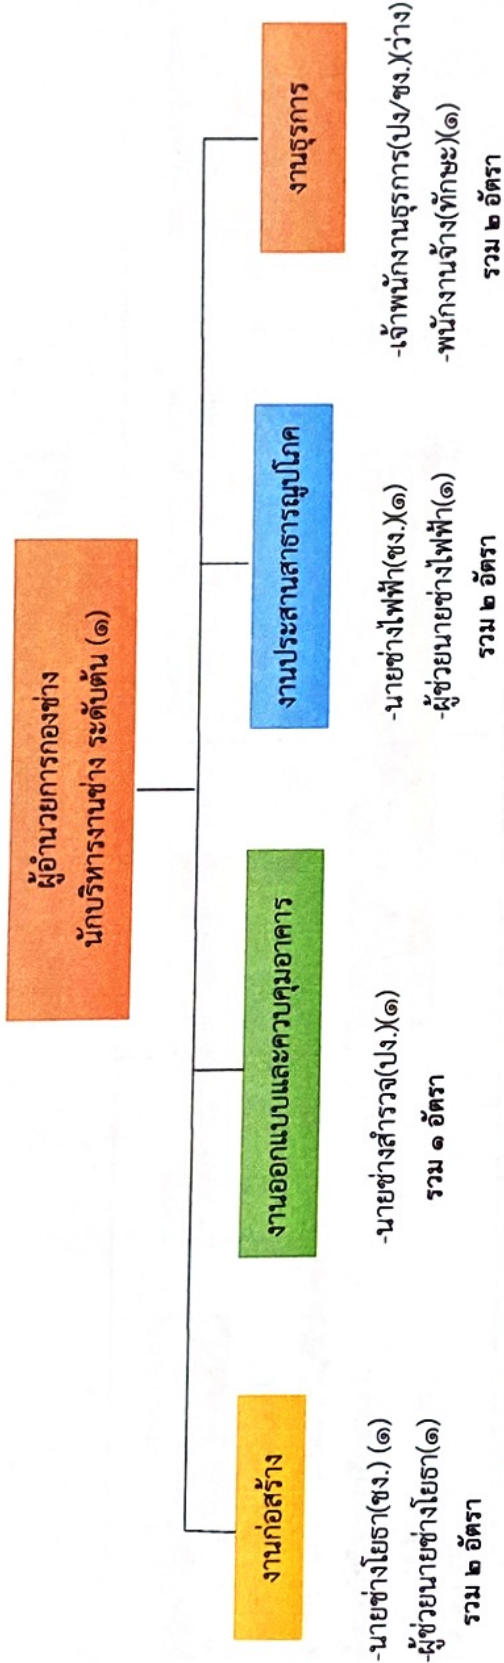 ผู้อำนวยการกองช่าง
นักบริหารงานช่าง ระดับต้น (๑)
งานก่อสร้าง
-นายช่างโยธา(ชง.) (๑)
-ผู้ช่วยนายช่างโยธา(๑)
รวม ๒ อัตรา
งานออกแบบและควบคุมอาคาร
-นายช่างสำรวจ(ปง.)(๑)
รวม ๑ อัตรา
งานประสานสาธารณูปโภค
-นายช่างไฟฟ้า(ชง.)(๑)
-ผู้ช่วยนายช่างไฟฟ้า(๑)
รวม ๒ อัตรา
งานธุรการ
-เจ้าพนักงานธุรการ(ปง/ชง.)(ว่าง)
-พนักงานจ้าง(ทักษะ)(๑)
รวม ๒ อัตรา